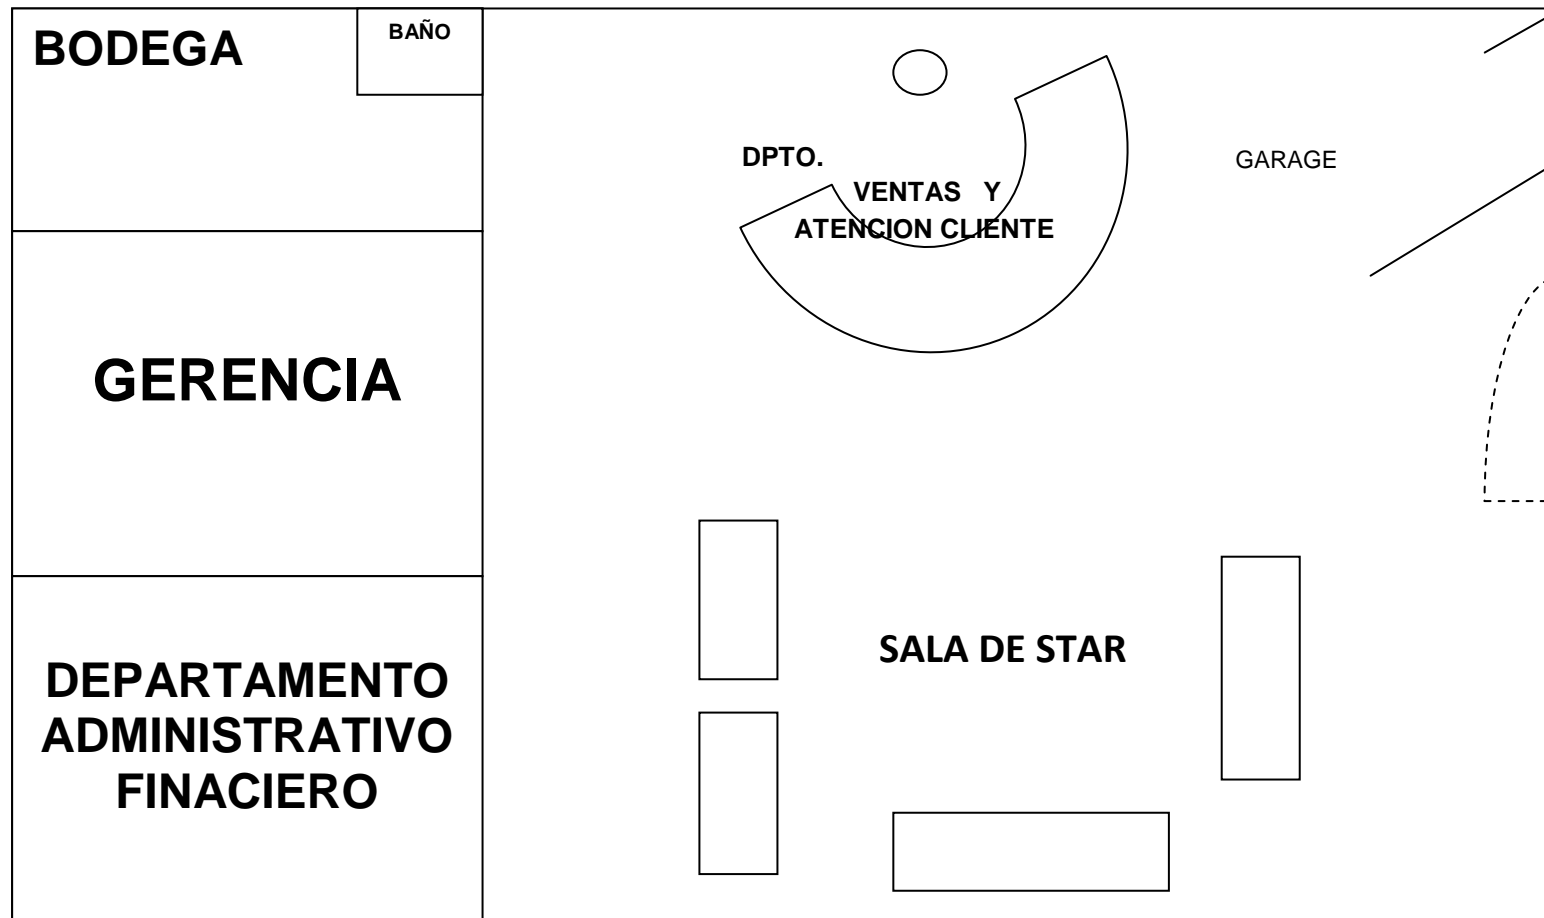 BODEGA
BAÑO
DPTO.
VENTAS Y
ATENCION CLIENTE
GARAGE
GERENCIA
SALA DE STAR
DEPARTAMENTO
ADMINISTRATIVO
FINACIERO